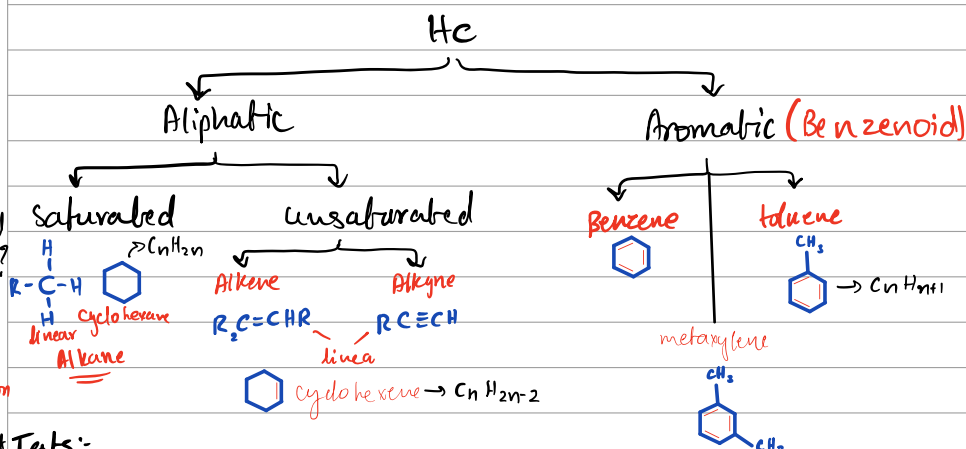 HC
Aliphatic
Aromatic (Benzenoid)
saturated
unsaturated
Benzene
toluene
H
R-C-H
H
CnH2n
linear
Cyclohexane
Alkane
Alkene
Alkyne
R2C=CHR
RC≡CH
linea
cyclohexene → CnH2n-2
CH3
→ CnHn+1
metaxylene
CH3
Tests:-